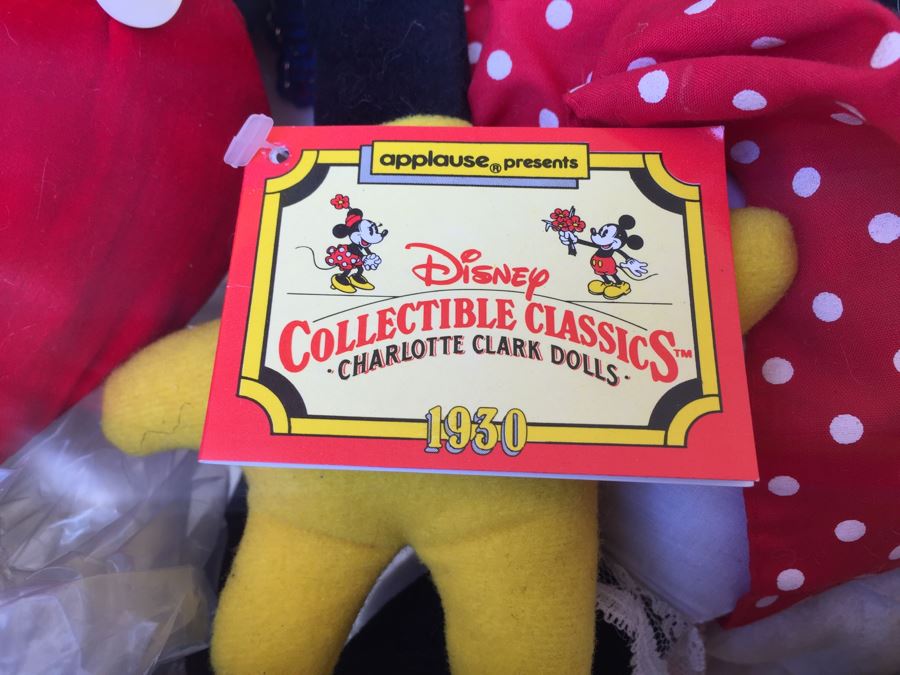 applause® presents
Disney
COLLECTIBLE CLASSICS™
·CHARLOTTE CLARK DOLLS·
1930